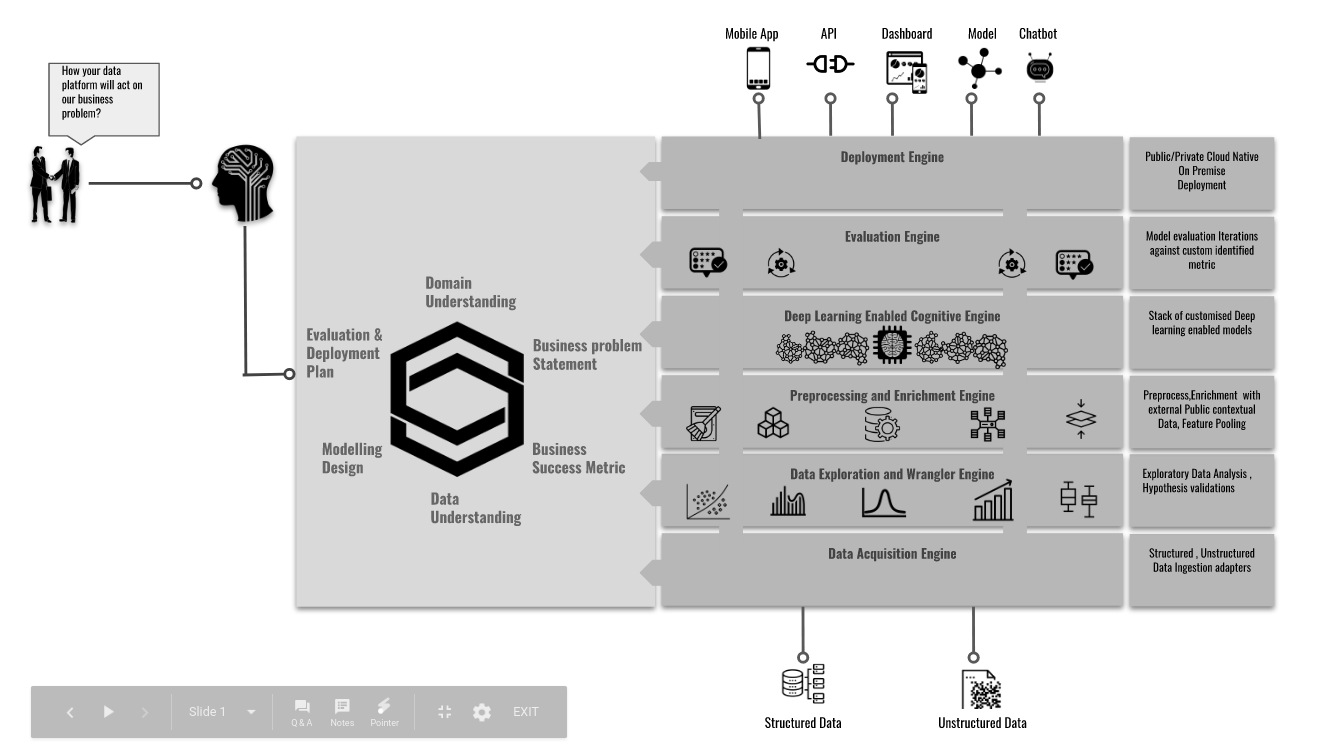 Mobile App
API
Dashboard
Model
Chatbot
How your data
platform will act on
our business
problem?
Domain
Understanding
Evaluation &
Deployment
Plan
Business problem
Statement
Modelling
Design
Business
Success Metric
Data
Understanding
Deployment Engine
Public/Private Cloud Native
On Premise
Deployment
Evaluation Engine
Model evaluation Iterations
against custom identified
metric
Deep Learning Enabled Cognitive Engine
Stack of customised Deep
learning enabled models
Preprocessing and Enrichment Engine
Preprocess,Enrichment with
external Public contextual
Data, Feature Pooling
Data Exploration and Wrangler Engine
Exploratory Data Analysis ,
Hypothesis validations
Data Acquisition Engine
Structured , Unstructured
Data Ingestion adapters
Structured Data
Unstructured Data
Slide 1
Q & A
Notes
Pointer
EXIT